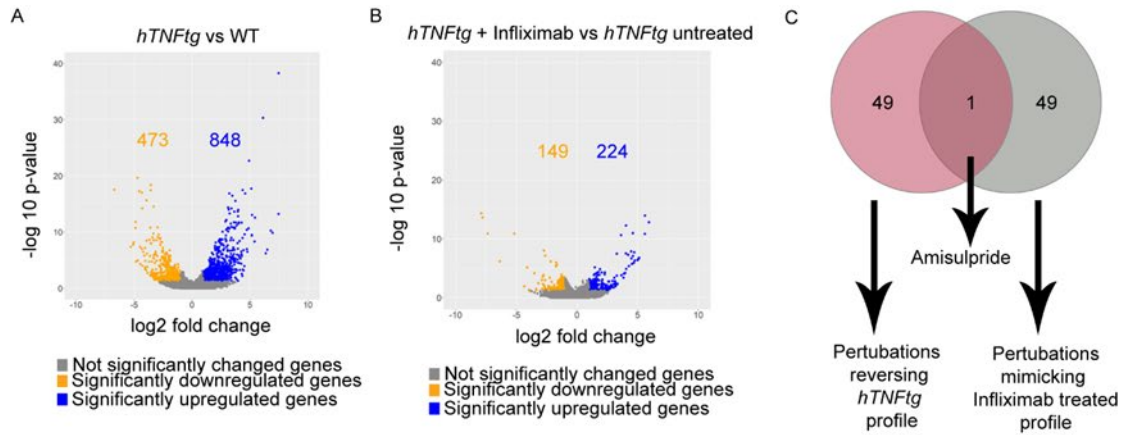 A
hTNFtg vs WT
40
30
20
10
0
-10
-5
0
5
10
-log 10 p-value
473
848
log2 fold change
Not significantly changed genes
Significantly downregulated genes
Significantly upregulated genes
B
hTNFtg + Infliximab vs hTNFtg untreated
40
30
20
10
0
-10
-5
0
5
10
-log 10 p-value
149
224
log2 fold change
Not significantly changed genes
Significantly downregulated genes
Significantly upregulated genes
C
49
1
49
Amisulpride
Pertubations
reversing
hTNFtg
profile
Pertubations
mimicking
Infliximab treated
profile